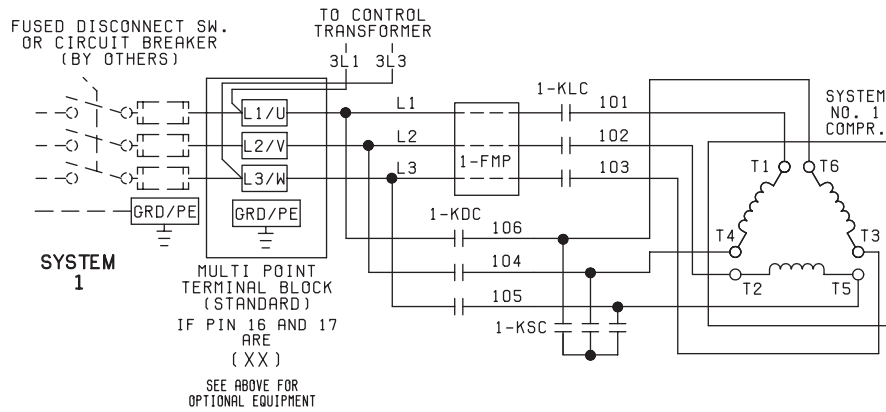 FUSED DISCONNECT SW.
OR CIRCUIT BREAKER
(BY OTHERS)
TO CONTROL
TRANSFORMER
3L1 3L3
L1/U
L2/V
L3/W
GRD/PE
GRD/PE
SYSTEM
1
MULTI POINT
TERMINAL BLOCK
(STANDARD)
IF PIN 16 AND 17
ARE
(XX)
SEE ABOVE FOR
OPTIONAL EQUIPMENT
L1
L2
L3
1-FMP
1-KLC
101
102
103
1-KDC
106
104
105
1-KSC
SYSTEM
NO. 1
COMPR.
T1 T6
T4 T3
T2 T5